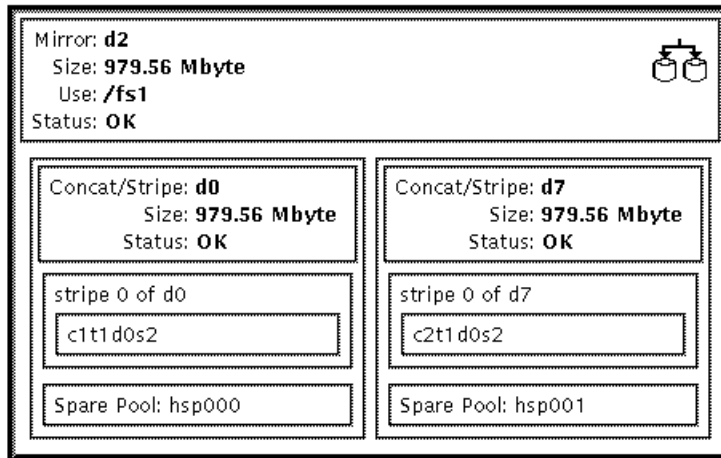 Mirror: d2
Size: 979.56 Mbyte
Use: /fs1
Status: OK
Concat/Stripe: d0
Size: 979.56 Mbyte
Status: OK
stripe 0 of d0
c1t1d0s2
Spare Pool: hsp000
Concat/Stripe: d7
Size: 979.56 Mbyte
Status: OK
stripe 0 of d7
c2t1d0s2
Spare Pool: hsp001